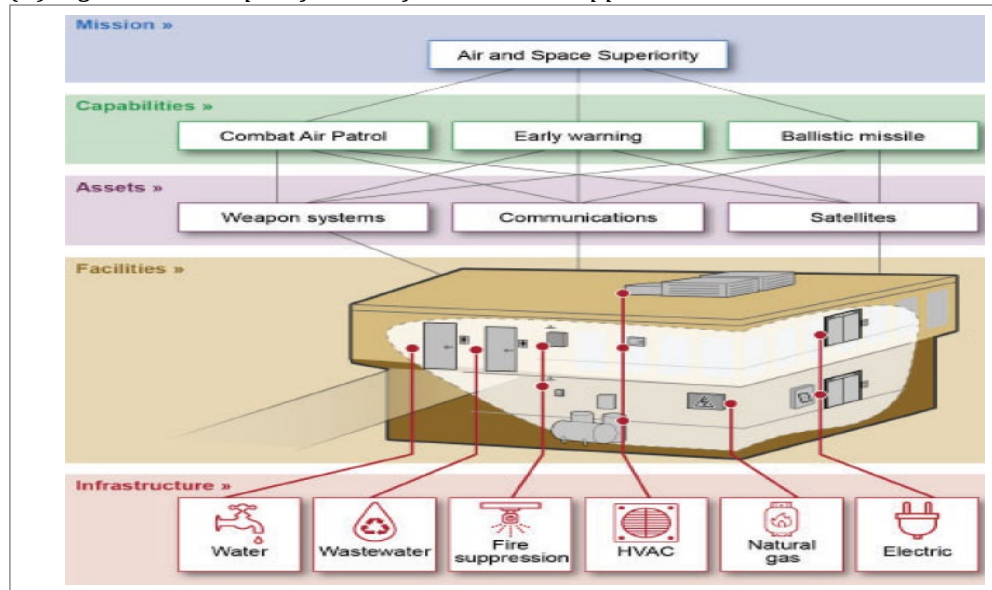 Mission »
Air and Space Superiority
Capabilities »
Combat Air Patrol
Early warning
Ballistic missile
Assets »
Weapon systems
Communications
Satellites
Facilities »
Infrastructure »
Water
Wastewater
Fire
suppression
HVAC
Natural
gas
Electric